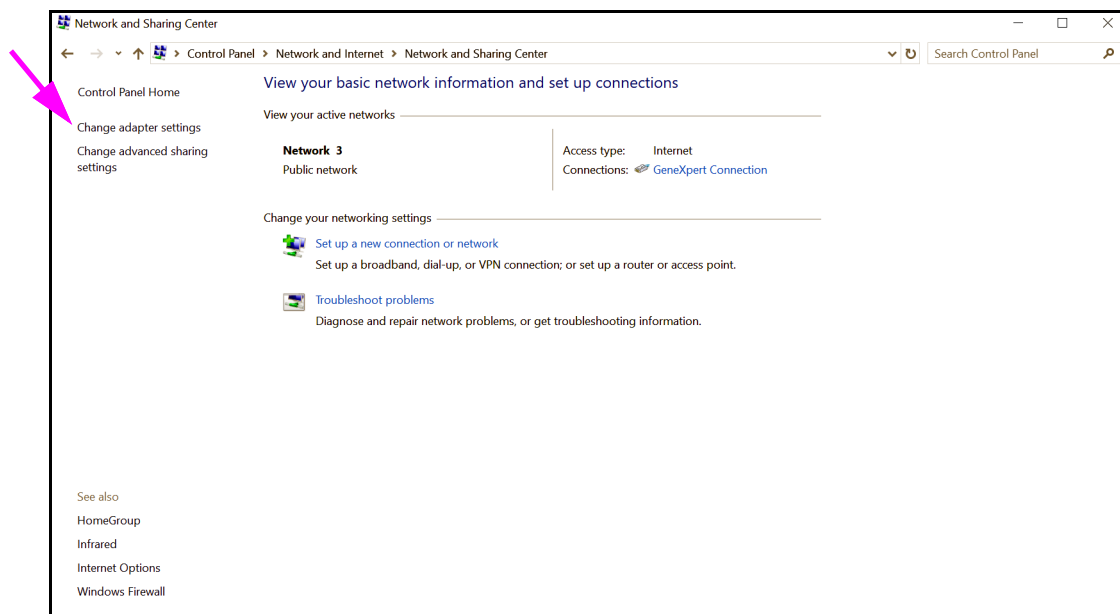 Network and Sharing Center
Control Panel > Network and Internet > Network and Sharing Center
Search Control Panel
Control Panel Home
Change adapter settings
Change advanced sharing
settings
View your basic network information and set up connections
View your active networks
Network 3
Public network
Access type: Internet
Connections: GeneXpert Connection
Change your networking settings
Set up a new connection or network
Set up a broadband, dial-up, or VPN connection; or set up a router or access point.
Troubleshoot problems
Diagnose and repair network problems, or get troubleshooting information.
See also
HomeGroup
Infrared
Internet Options
Windows Firewall